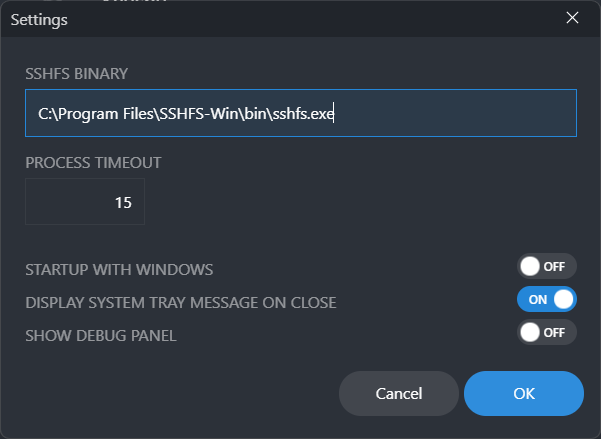 Settings
SSHFS BINARY
C:\Program Files\SSHFS-Win\bin\sshfs.exe
PROCESS TIMEOUT
15
STARTUP WITH WINDOWS OFF
DISPLAY SYSTEM TRAY MESSAGE ON CLOSE ON
SHOW DEBUG PANEL OFF
Cancel OK